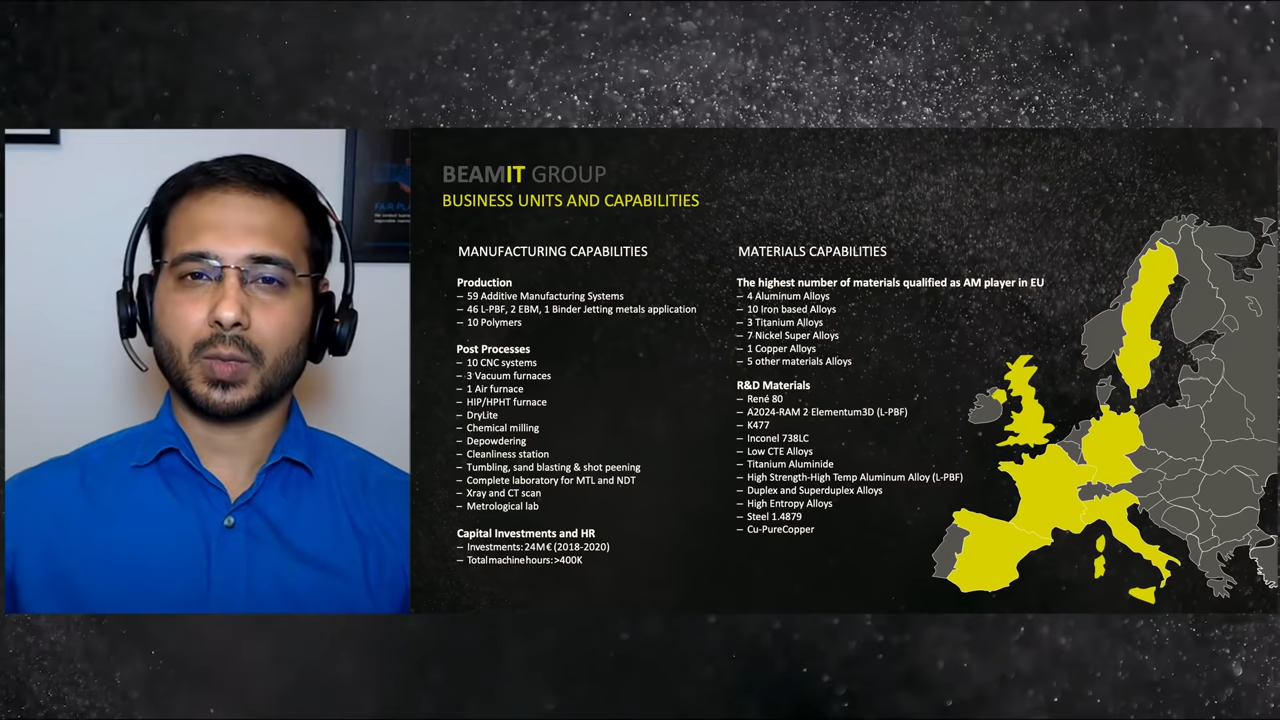 BEAMIT GROUP
BUSINESS UNITS AND CAPABILITIES
MANUFACTURING CAPABILITIES
Production
– 59 Additive Manufacturing Systems
– 46 L-PBF, 2 EBM, 1 Binder Jetting metals application
– 10 Polymers
Post Processes
– 10 CNC systems
– 3 Vacuum furnaces
– 1 Air furnace
– HIP/HPHT furnace
– DryLite
– Chemical milling
– Depowdering
– Cleanliness station
– Tumbling, sand blasting & shot peening
– Complete laboratory for MTL and NDT
– Xray and CT scan
– Metrological lab
Capital Investments and HR
– Investments: 24M€ (2018-2020)
– Total machine hours: >400K
MATERIALS CAPABILITIES
The highest number of materials qualified as AM player in EU
– 4 Aluminum Alloys
– 10 Iron based Alloys
– 3 Titanium Alloys
– 7 Nickel Super Alloys
– 1 Copper Alloys
– 5 other materials Alloys
R&D Materials
– René 80
– A2024-RAM 2 Elementum3D (L-PBF)
– K477
– Inconel 738LC
– Low CTE Alloys
– Titanium Aluminide
– High Strength-High Temp Aluminum Alloy (L-PBF)
– Duplex and Superduplex Alloys
– High Entropy Alloys
– Steel 1.4879
– Cu-PureCopper